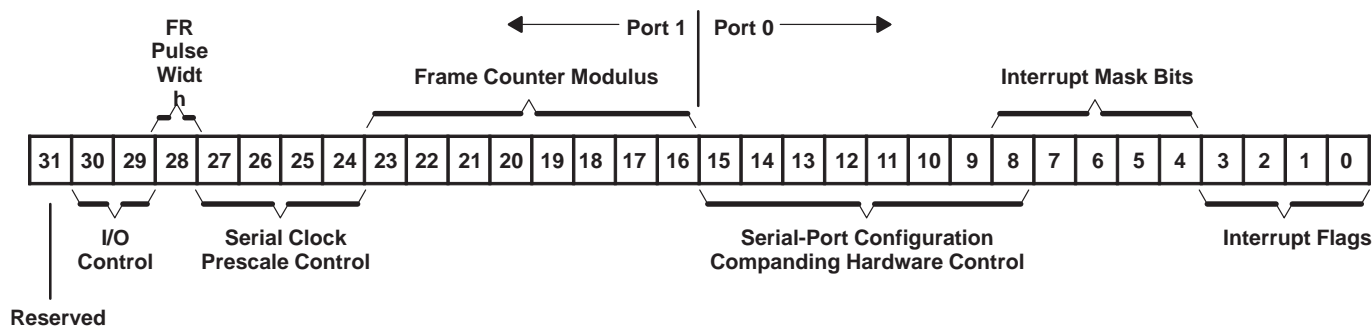 FR
Pulse
Widt
h
Port 1
Port 0
Frame Counter Modulus
Interrupt Mask Bits
31 30 29 28 27 26 25 24 23 22 21 20 19 18 17 16 15 14 13 12 11 10 9 8 7 6 5 4 3 2 1 0
I/O
Control
Serial Clock
Prescale Control
Serial-Port Configuration
Companding Hardware Control
Interrupt Flags
Reserved